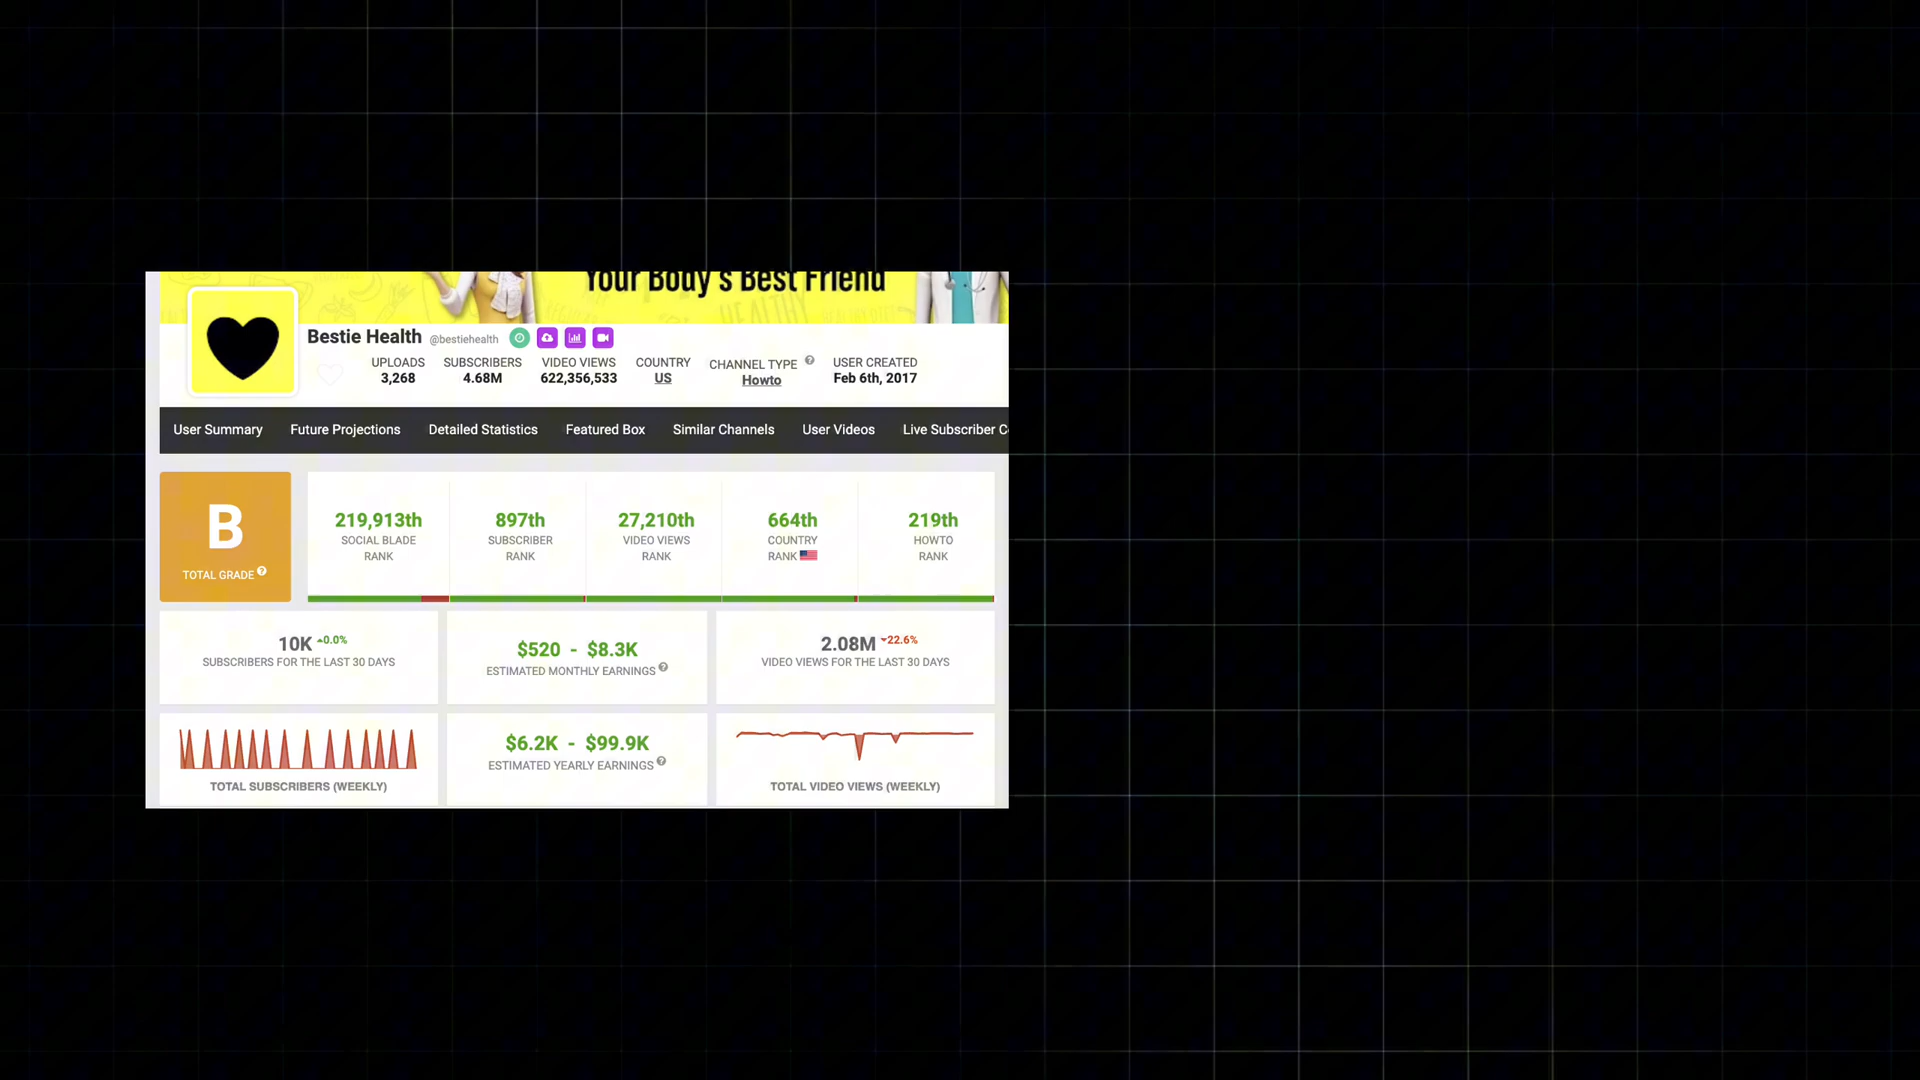 Your Body's Best Friend
Bestie Health @bestiehealth
UPLOADS SUBSCRIBERS VIDEO VIEWS COUNTRY CHANNEL TYPE USER CREATED
3,268 4.68M 622,356,533 US Howto Feb 6th, 2017
User Summary Future Projections Detailed Statistics Featured Box Similar Channels User Videos Live Subscriber C
B
TOTAL GRADE
219,913th 897th 27,210th 664th 219th
SOCIAL BLADE SUBSCRIBER VIDEO VIEWS COUNTRY HOWTO
RANK RANK RANK RANK RANK
10K 0.0%
SUBSCRIBERS FOR THE LAST 30 DAYS
$520 - $8.3K
ESTIMATED MONTHLY EARNINGS
2.08M 22.6%
VIDEO VIEWS FOR THE LAST 30 DAYS
TOTAL SUBSCRIBERS (WEEKLY)
$6.2K - $99.9K
ESTIMATED YEARLY EARNINGS
TOTAL VIDEO VIEWS (WEEKLY)